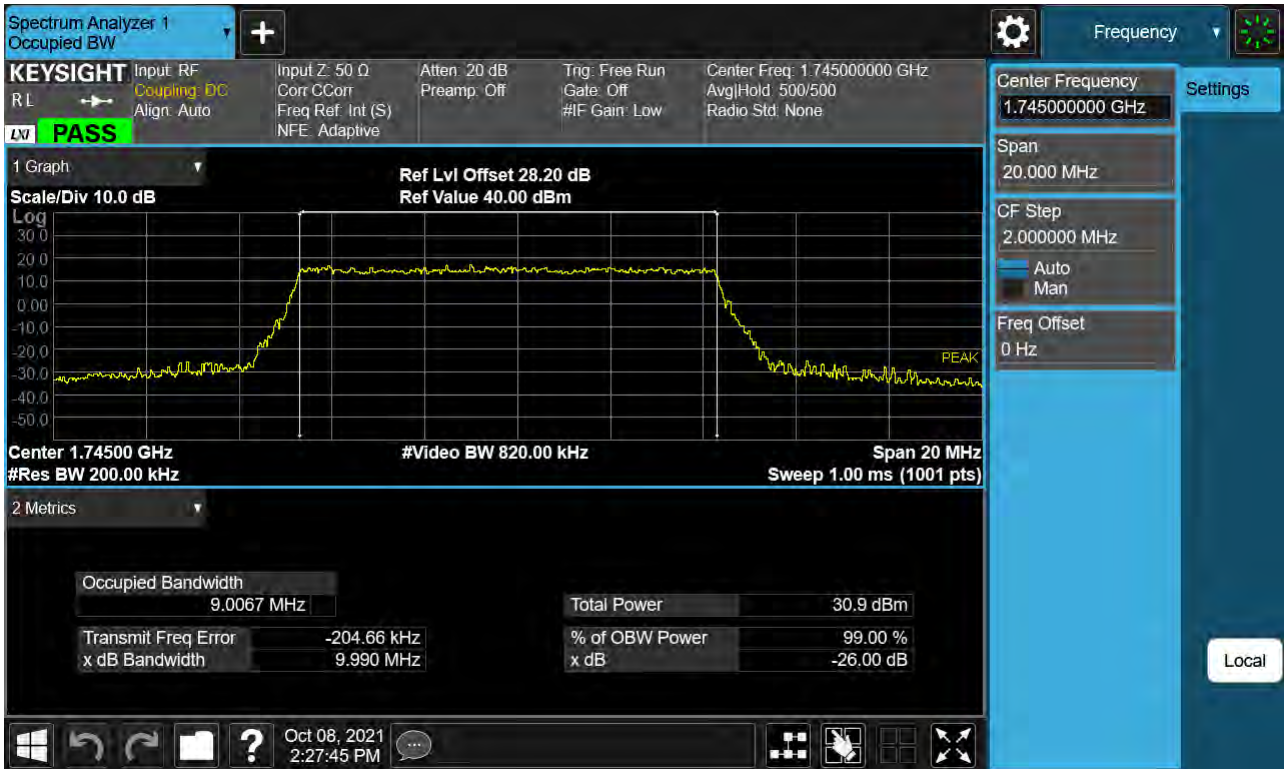 Spectrum Analyzer 1
Occupied BW
Frequency
KEYSIGHT
R L
LXI
PASS
Input: RF
Coupling: DC
Align: Auto
Input Z: 50 Ω
Corr CCorr
Freq Ref: Int (S)
NFE: Adaptive
Atten: 20 dB
Preamp: Off
Trig: Free Run
Gate: Off
#IF Gain: Low
Center Freq: 1.745000000 GHz
Avg|Hold: 500/500
Radio Std: None
Center Frequency
1.745000000 GHz
Settings
Span
20.000 MHz
CF Step
2.000000 MHz
Auto
Man
Freq Offset
0 Hz
Local
1 Graph
Scale/Div 10.0 dB
Ref Lvl Offset 28.20 dB
Ref Value 40.00 dBm
Log
30.0
20.0
10.0
0.00
-10.0
-20.0
-30.0
-40.0
-50.0
PEAK
Center 1.74500 GHz
#Video BW 820.00 kHz
Span 20 MHz
#Res BW 200.00 kHz
Sweep 1.00 ms (1001 pts)
2 Metrics
Occupied Bandwidth
9.0067 MHz
Total Power 30.9 dBm
Transmit Freq Error -204.66 kHz
% of OBW Power 99.00 %
x dB Bandwidth 9.990 MHz
x dB -26.00 dB
?
Oct 08, 2021
2:27:45 PM